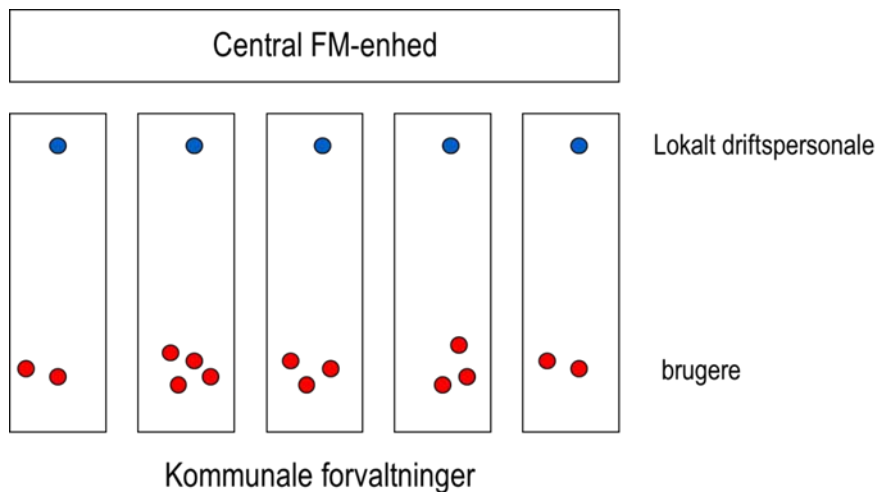 Central FM-enhed
Lokalt driftspersonale
brugere
Kommunale forvaltninger